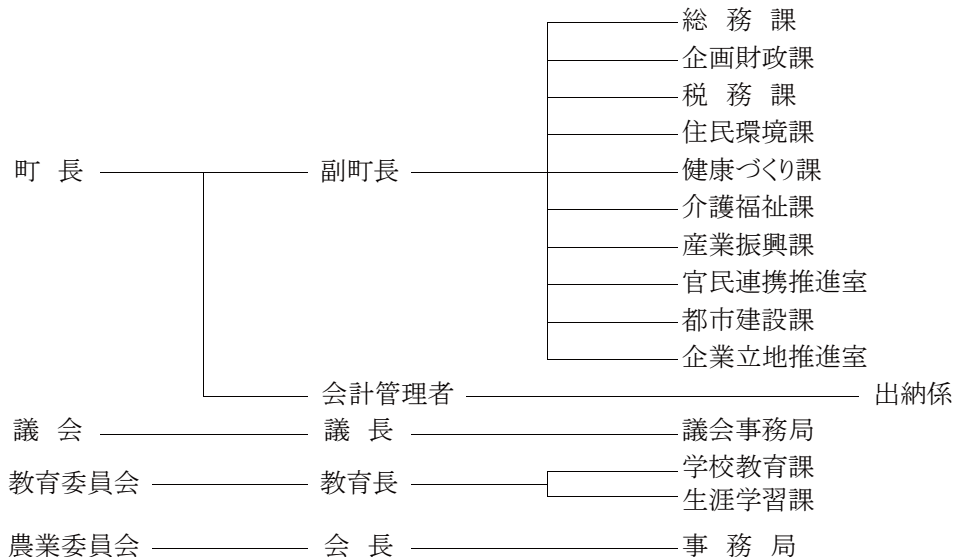 総務課
企画財政課
税務課
住民環境課
町長 副町長 健康づくり課
介護福祉課
産業振興課
官民連携推進室
都市建設課
企業立地推進室
会計管理者 出納係
議会 議長 議会事務局
学校教育課
教育委員会 教育長
生涯学習課
農業委員会 会長 事務局